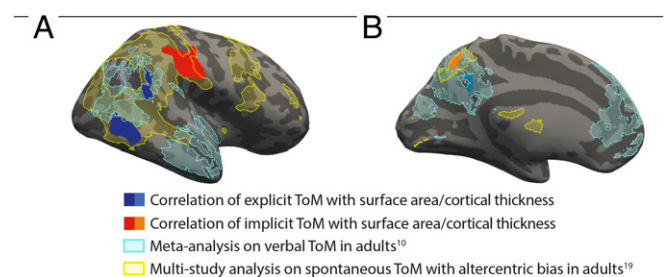 A
B
Correlation of explicit ToM with surface area/cortical thickness
Correlation of implicit ToM with surface area/cortical thickness
Meta-analysis on verbal ToM in adults¹⁰
Multi-study analysis on spontaneous ToM with altercentric bias in adults¹⁹